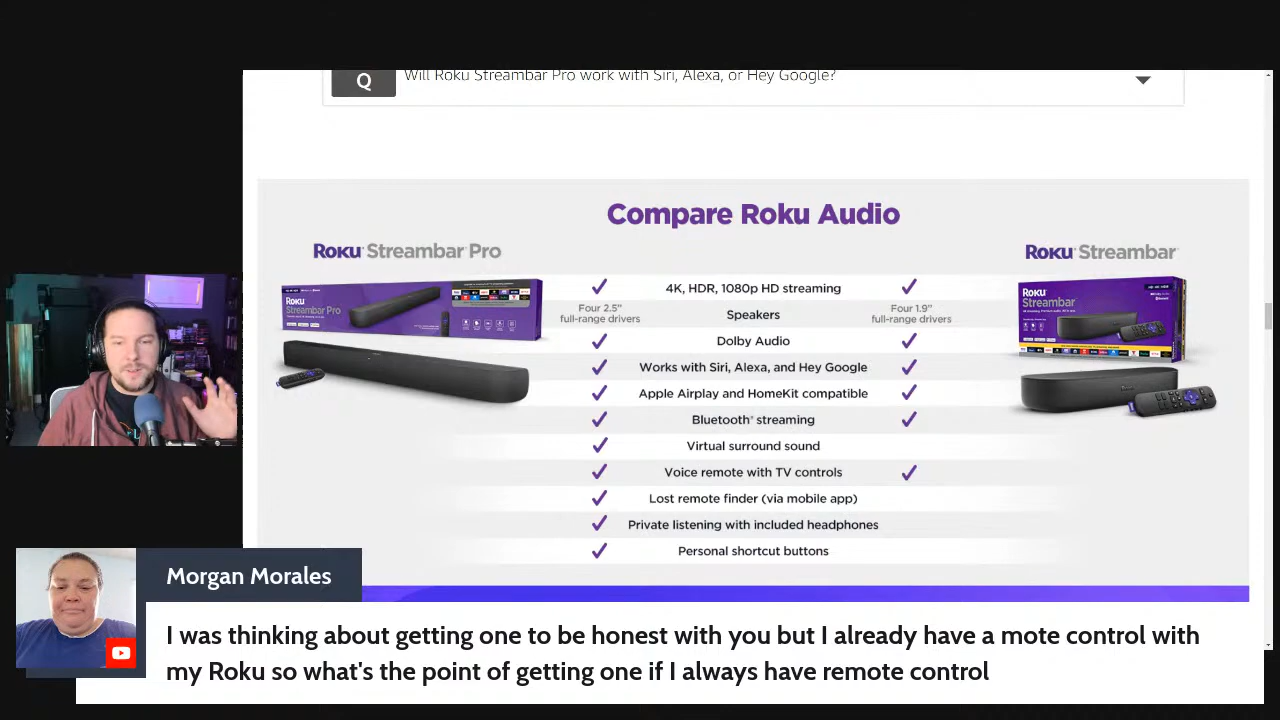 Q
Will Roku Streambar Pro work with Siri, Alexa, or Hey Google?
Compare Roku Audio
Roku Streambar Pro
Roku Streambar
4K, HDR, 1080p HD streaming
Four 2.5"
full-range drivers
Speakers
Four 1.9"
full-range drivers
Dolby Audio
Works with Siri, Alexa, and Hey Google
Apple Airplay and HomeKit compatible
Bluetooth® streaming
Virtual surround sound
Voice remote with TV controls
Lost remote finder (via mobile app)
Private listening with included headphones
Personal shortcut buttons
Roku
Streambar Pro
Roku
Streambar
Morgan Morales
I was thinking about getting one to be honest with you but I already have a mote control with
my Roku so what's the point of getting one if I always have remote control